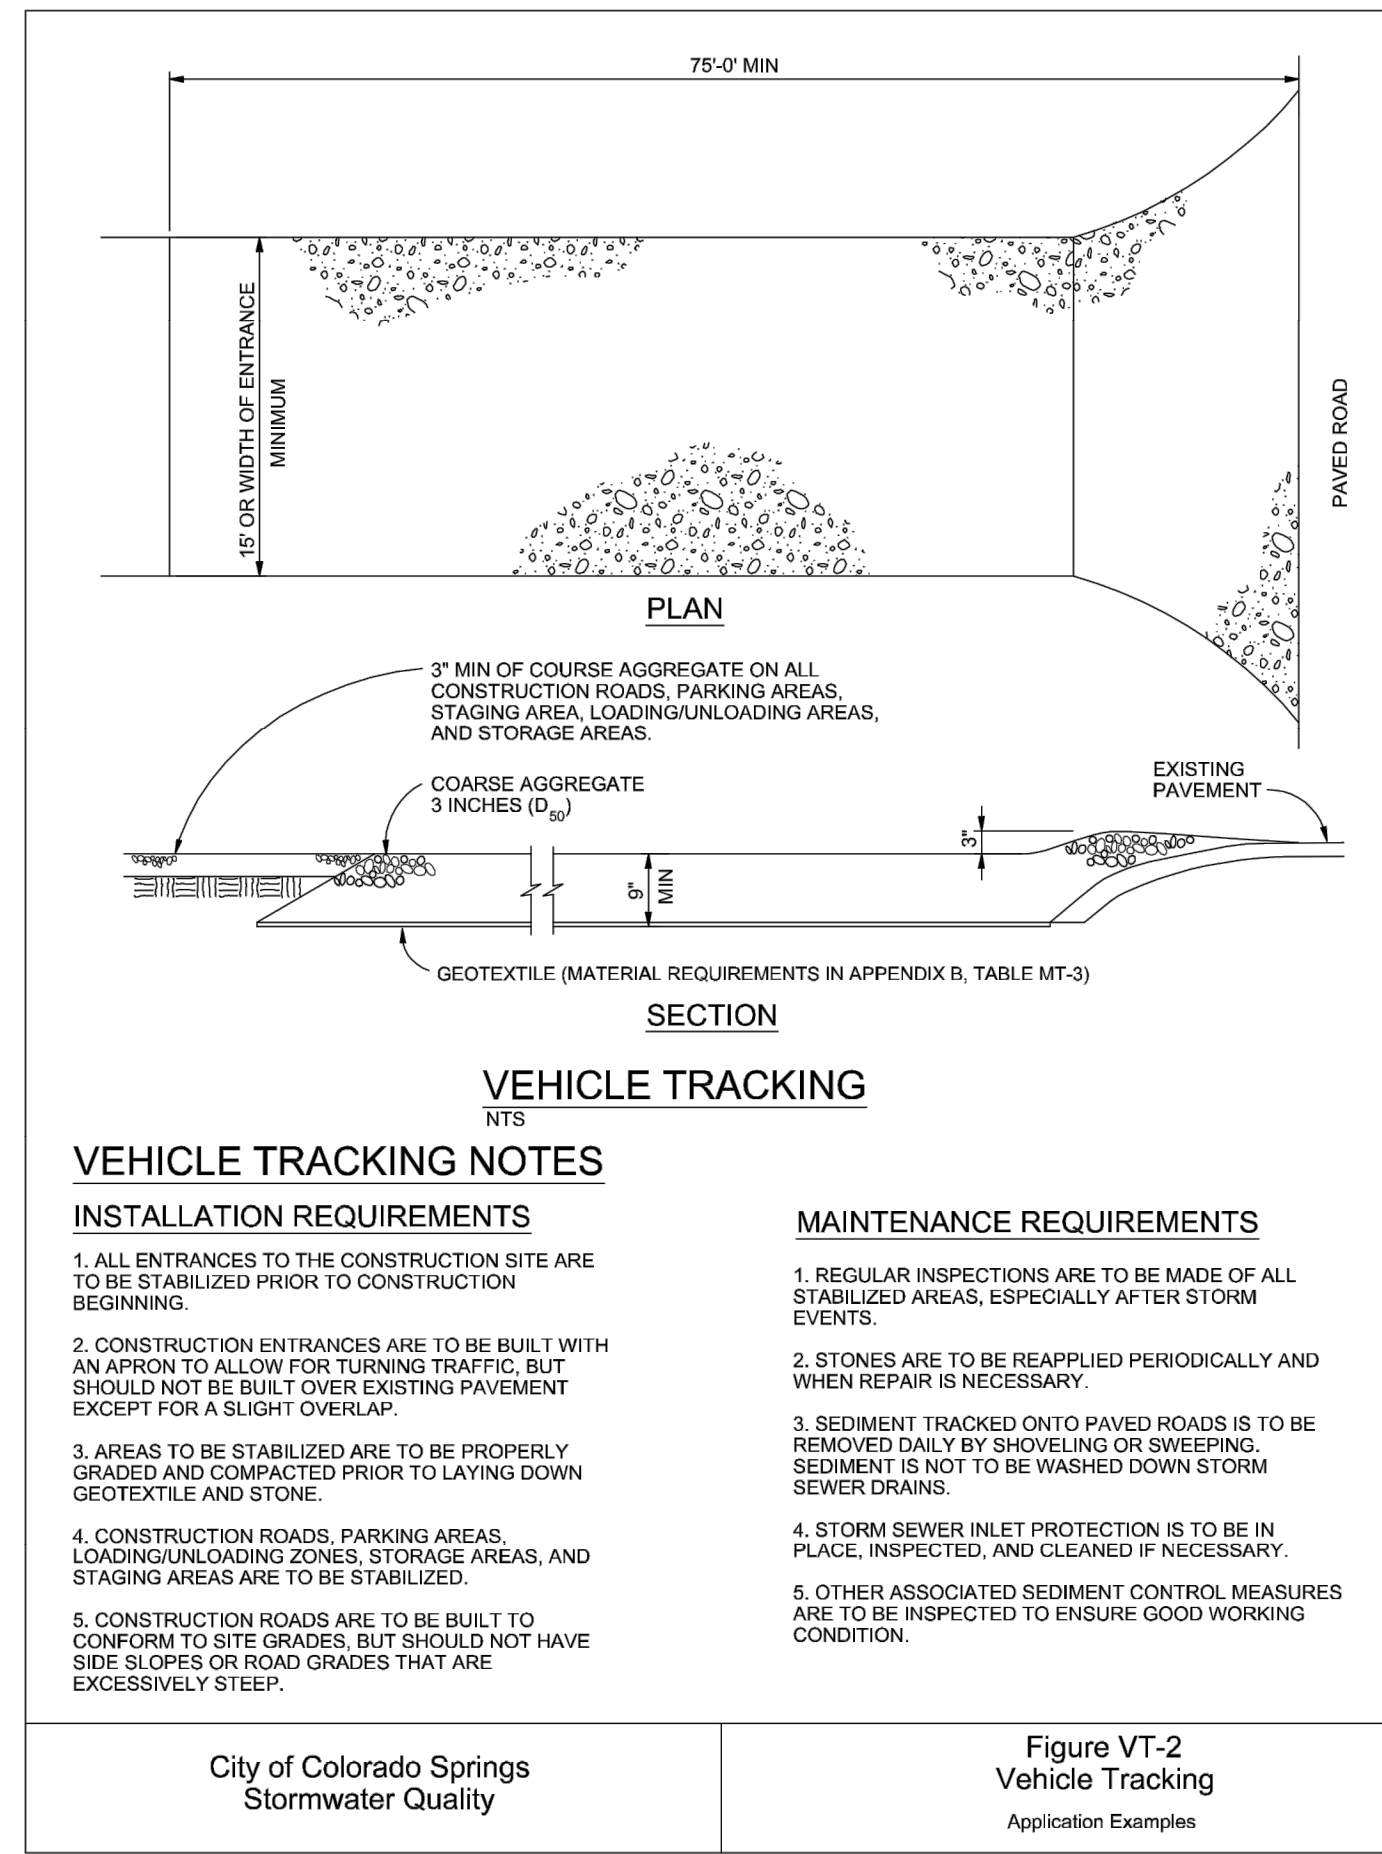 75'-0' MIN
15' OR WIDTH OF ENTRANCE
MINIMUM
PAVED ROAD
PLAN
3" MIN OF COURSE AGGREGATE ON ALL
CONSTRUCTION ROADS, PARKING AREAS,
STAGING AREA, LOADING/UNLOADING AREAS,
AND STORAGE AREAS.
COARSE AGGREGATE
3 INCHES (D50)
EXISTING
PAVEMENT
3"
9"
MIN
GEOTEXTILE (MATERIAL REQUIREMENTS IN APPENDIX B, TABLE MT-3)
SECTION
VEHICLE TRACKING
NTS
VEHICLE TRACKING NOTES
INSTALLATION REQUIREMENTS
1. ALL ENTRANCES TO THE CONSTRUCTION SITE ARE
TO BE STABILIZED PRIOR TO CONSTRUCTION
BEGINNING.
2. CONSTRUCTION ENTRANCES ARE TO BE BUILT WITH
AN APRON TO ALLOW FOR TURNING TRAFFIC, BUT
SHOULD NOT BE BUILT OVER EXISTING PAVEMENT
EXCEPT FOR A SLIGHT OVERLAP.
3. AREAS TO BE STABILIZED ARE TO BE PROPERLY
GRADED AND COMPACTED PRIOR TO LAYING DOWN
GEOTEXTILE AND STONE.
4. CONSTRUCTION ROADS, PARKING AREAS,
LOADING/UNLOADING ZONES, STORAGE AREAS, AND
STAGING AREAS ARE TO BE STABILIZED.
5. CONSTRUCTION ROADS ARE TO BE BUILT TO
CONFORM TO SITE GRADES, BUT SHOULD NOT HAVE
SIDE SLOPES OR ROAD GRADES THAT ARE
EXCESSIVELY STEEP.
MAINTENANCE REQUIREMENTS
1. REGULAR INSPECTIONS ARE TO BE MADE OF ALL
STABILIZED AREAS, ESPECIALLY AFTER STORM
EVENTS.
2. STONES ARE TO BE REAPPLIED PERIODICALLY AND
WHEN REPAIR IS NECESSARY.
3. SEDIMENT TRACKED ONTO PAVED ROADS IS TO BE
REMOVED DAILY BY SHOVELING OR SWEEPING.
SEDIMENT IS NOT TO BE WASHED DOWN STORM
SEWER DRAINS.
4. STORM SEWER INLET PROTECTION IS TO BE IN
PLACE, INSPECTED, AND CLEANED IF NECESSARY.
5. OTHER ASSOCIATED SEDIMENT CONTROL MEASURES
ARE TO BE INSPECTED TO ENSURE GOOD WORKING
CONDITION.
City of Colorado Springs
Stormwater Quality
Figure VT-2
Vehicle Tracking
Application Examples